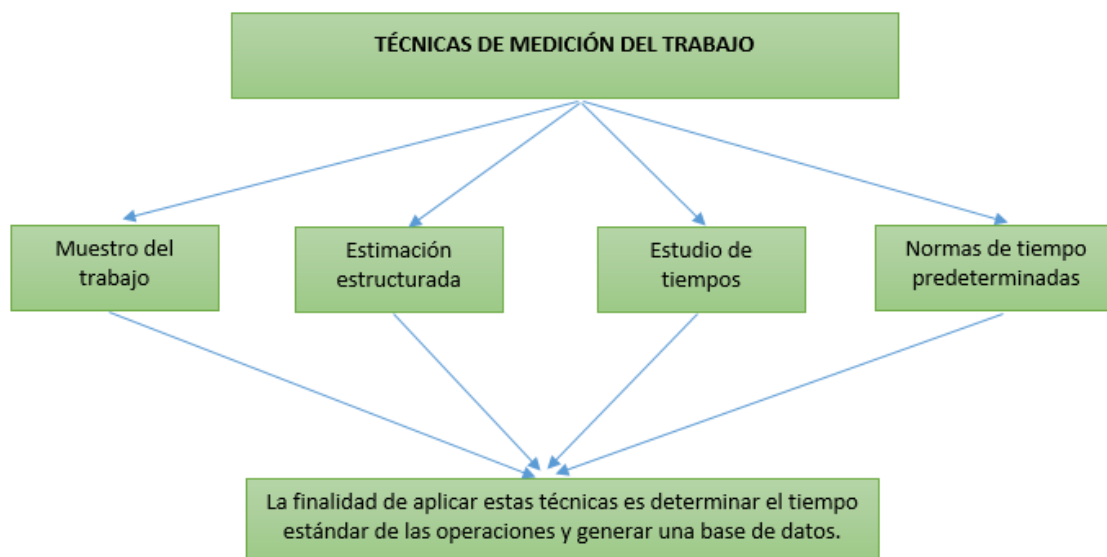 TÉCNICAS DE MEDICIÓN DEL TRABAJO
Muestro del
trabajo
Estimación
estructurada
Estudio de
tiempos
Normas de tiempo
predeterminadas
La finalidad de aplicar estas técnicas es determinar el tiempo
estándar de las operaciones y generar una base de datos.